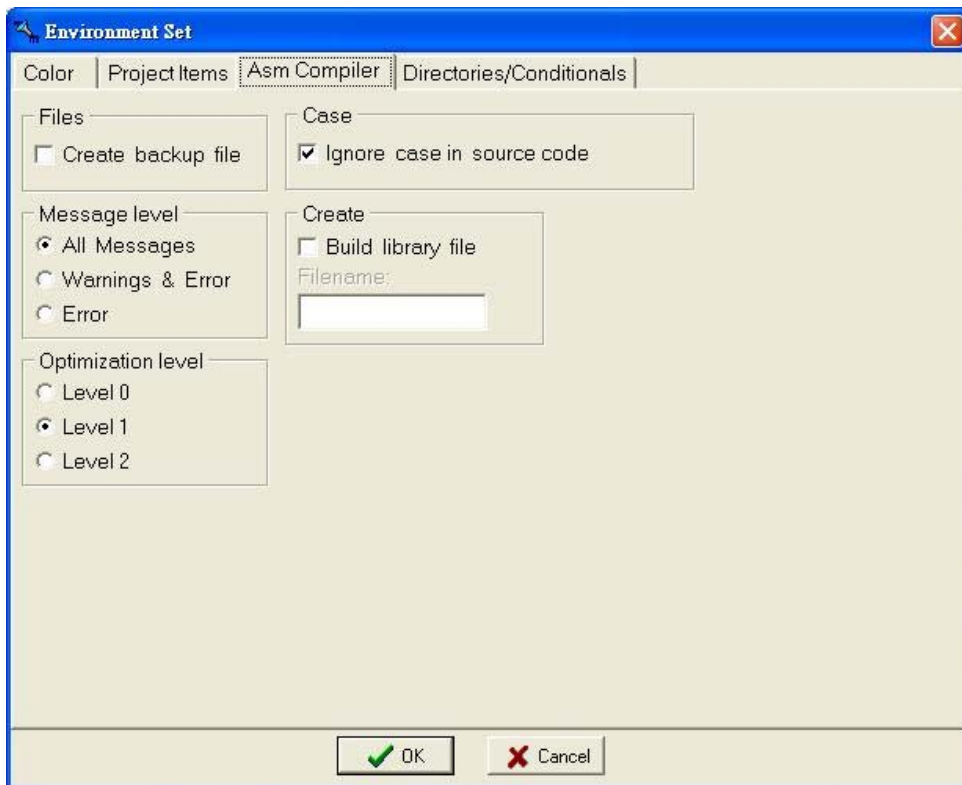 Environment Set
Color Project Items Asm Compiler Directories/Conditionals
Files
Create backup file
Case
Ignore case in source code
Message level
All Messages
Warnings & Error
Error
Create
Build library file
Filename:
Optimization level
Level 0
Level 1
Level 2
OK Cancel